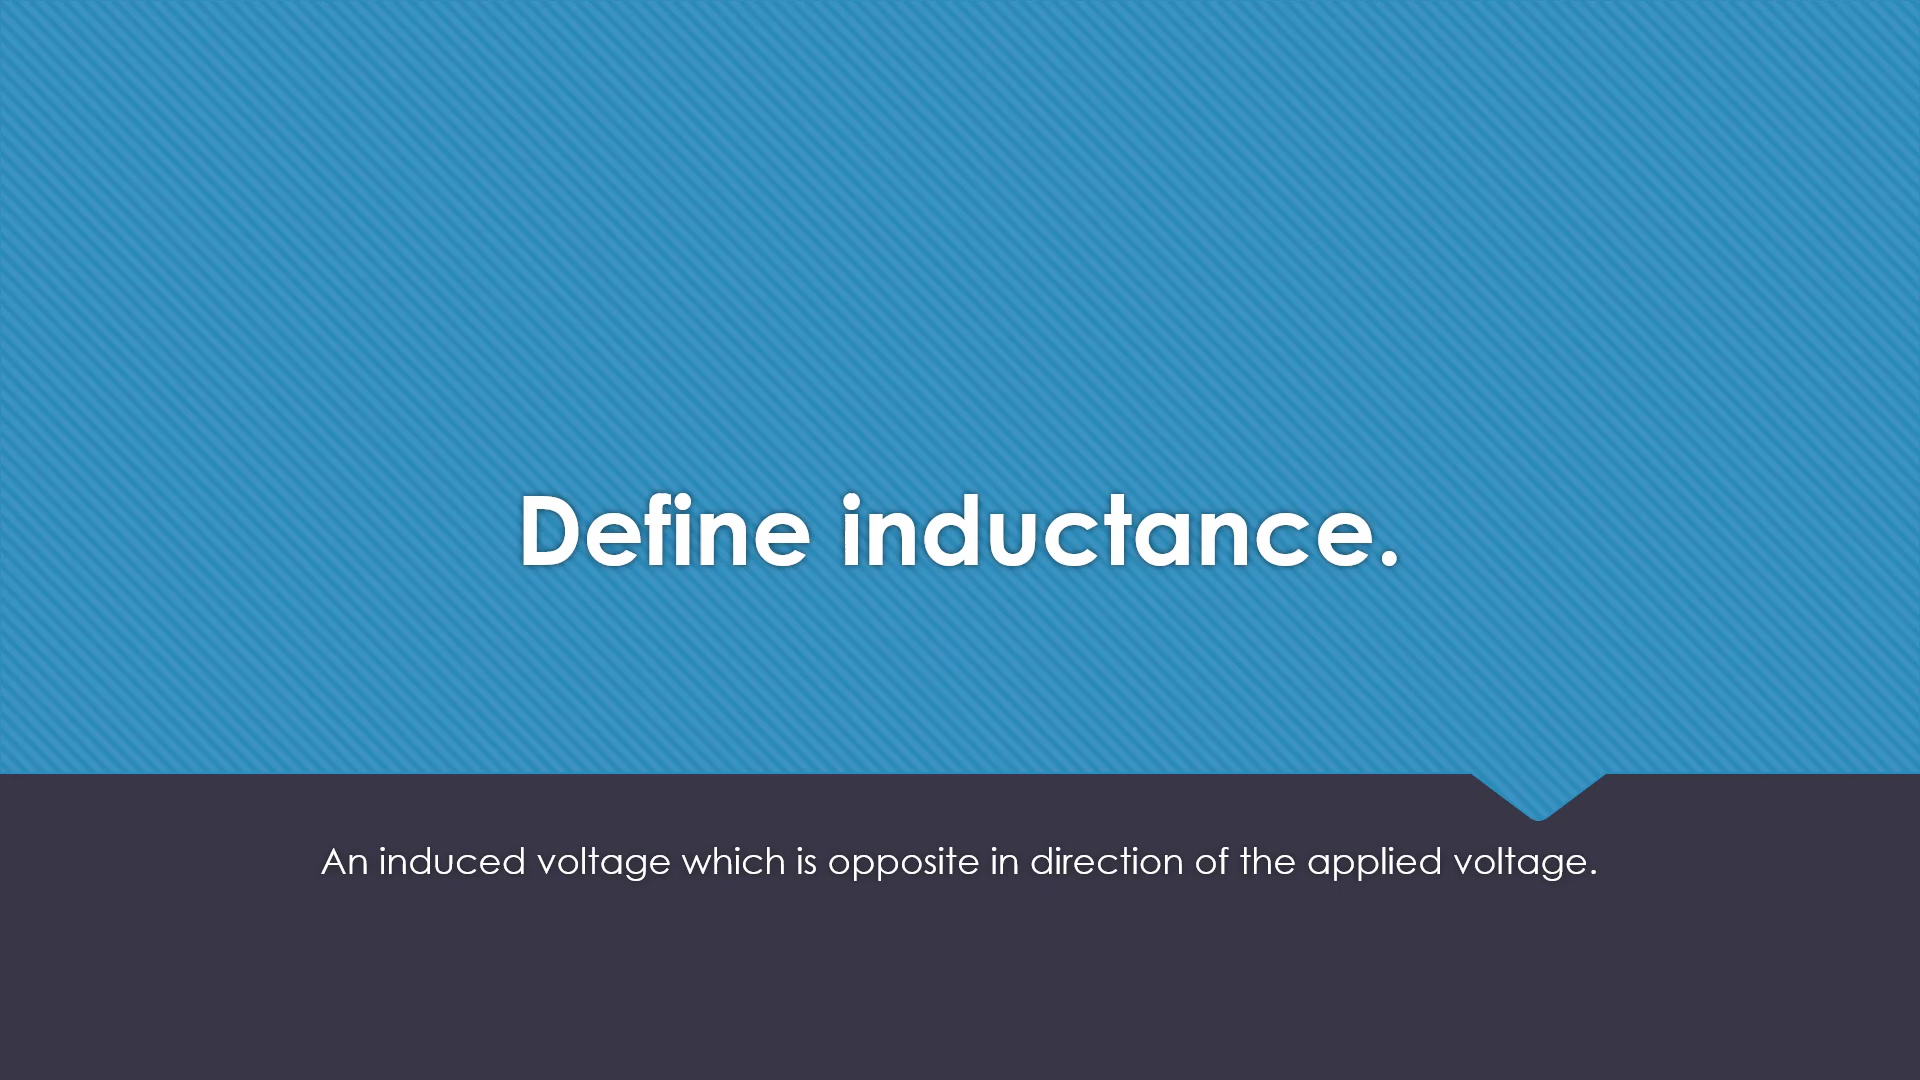 Define inductance.
An induced voltage which is opposite in direction of the applied voltage.